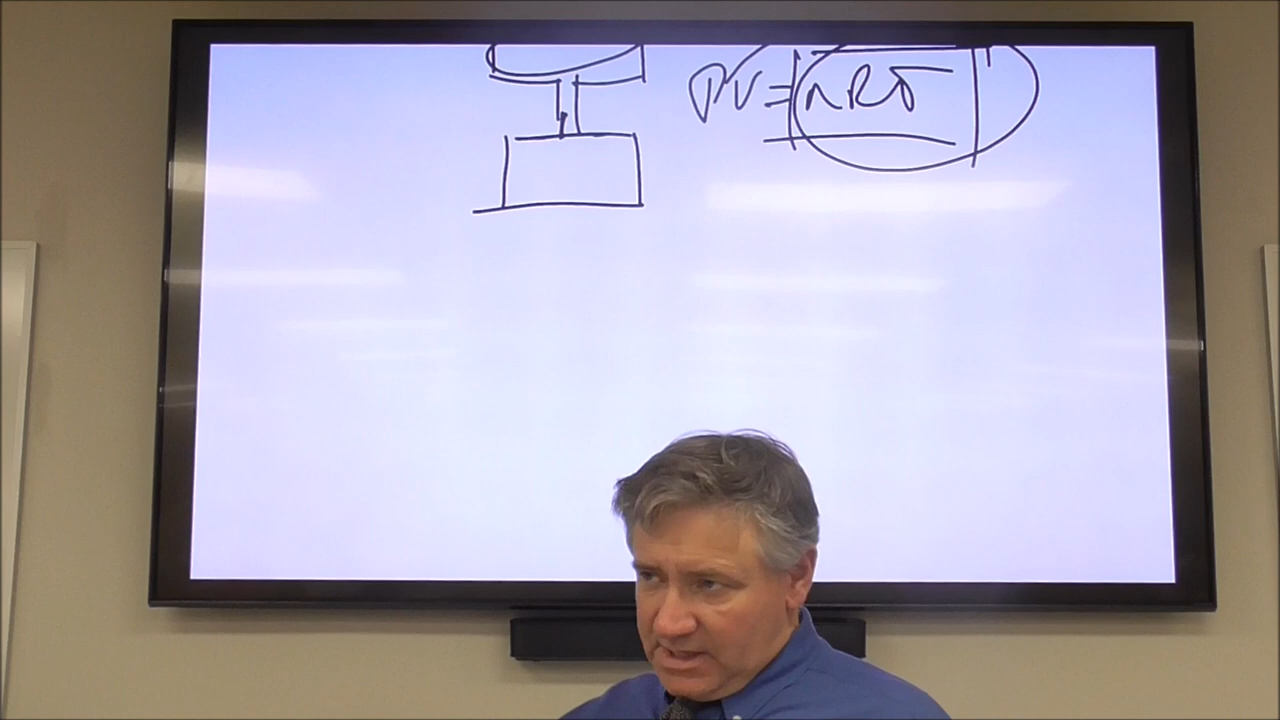 PV = nRT